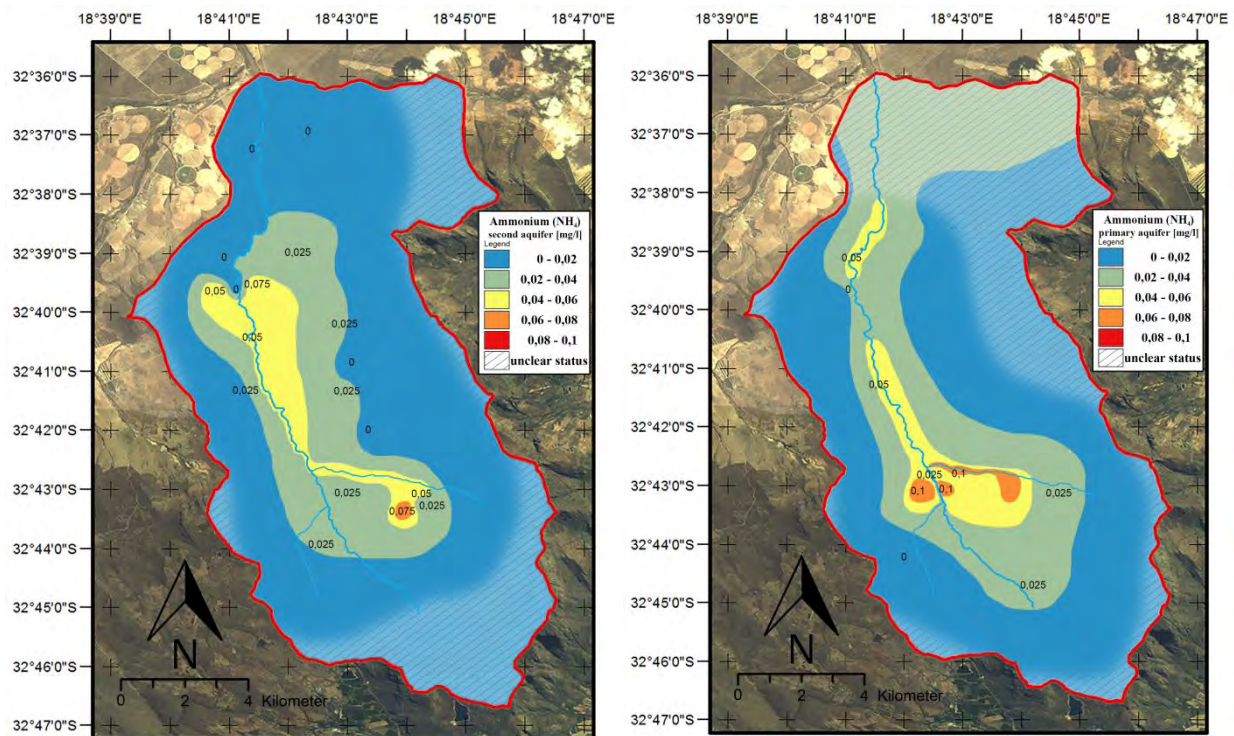 18°39'0"E 18°41'0"E 18°43'0"E 18°45'0"E 18°47'0"E
32°36'0"S
32°37'0"S
32°38'0"S
32°39'0"S
32°40'0"S
32°41'0"S
32°42'0"S
32°43'0"S
32°44'0"S
32°45'0"S
32°46'0"S
32°47'0"S
0
0
0,025
0
0,05
0
0,075
0,05
0,025
0,025
0
0,025
0
0,05
0,025
0,025
0,075
0,025
Ammonium (NH4)
second aquifer [mg/l]
Legend
0 - 0,02
0,02 - 0,04
0,04 - 0,06
0,06 - 0,08
0,08 - 0,1
unclear status
N
0 2 4 Kilometer
18°39'0"E 18°41'0"E 18°43'0"E 18°45'0"E 18°47'0"E
32°36'0"S
32°37'0"S
32°38'0"S
32°39'0"S
32°40'0"S
32°41'0"S
32°42'0"S
32°43'0"S
32°44'0"S
32°45'0"S
32°46'0"S
32°47'0"S
0,05
0
0,05
0,025
0,1
0,1
0,1
0,025
0
0,025
Ammonium (NH4)
primary aquifer [mg/l]
Legend
0 - 0,02
0,02 - 0,04
0,04 - 0,06
0,06 - 0,08
0,08 - 0,1
unclear status
N
0 2 4 Kilometer